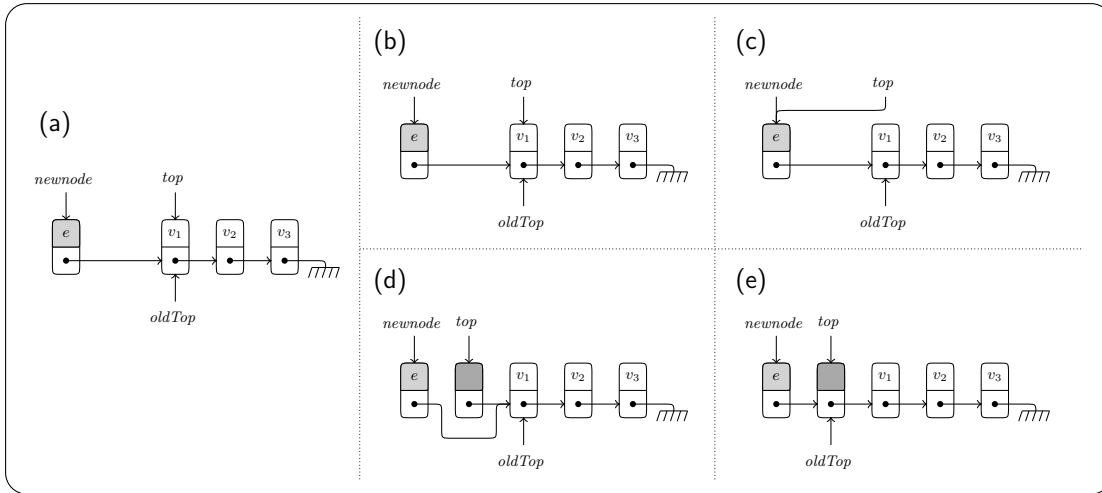 (a)
newnode
top
e
v1
v2
v3
oldTop
(b)
newnode
top
e
v1
v2
v3
oldTop
(c)
newnode
top
e
v1
v2
v3
oldTop
(d)
newnode
top
e
v1
v2
v3
oldTop
(e)
newnode
top
e
v1
v2
v3
oldTop